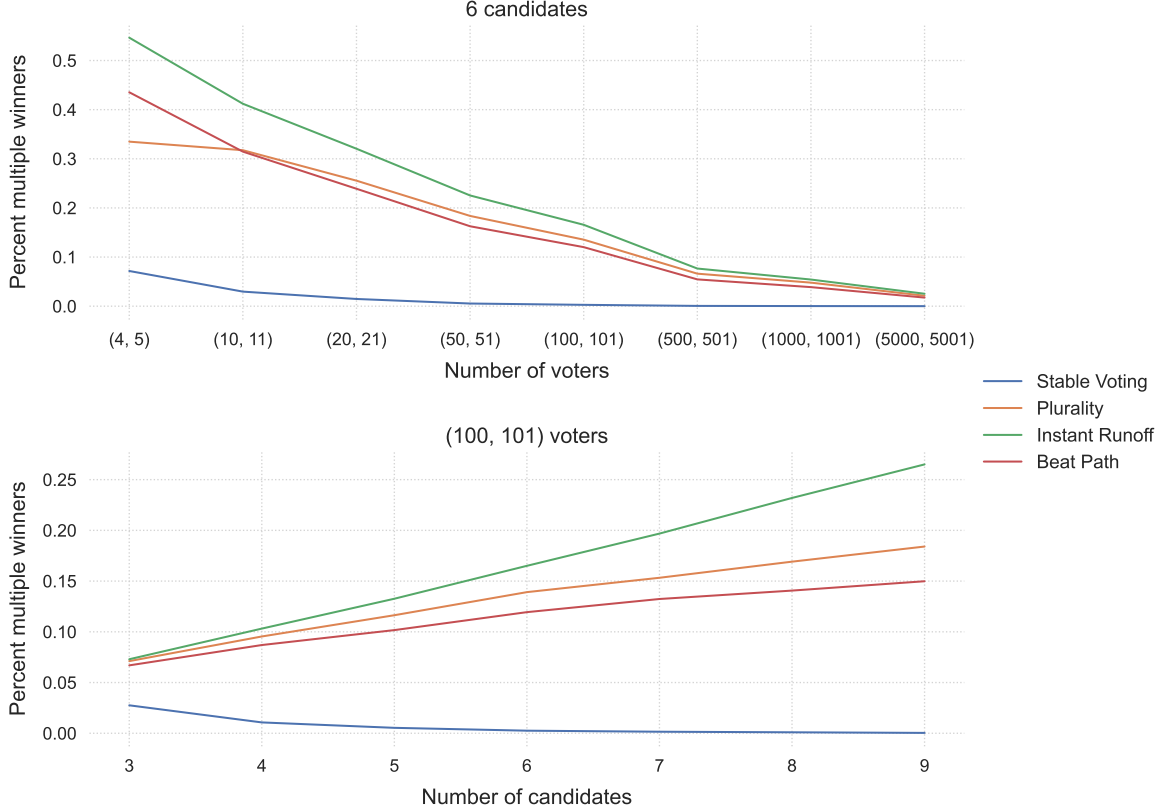 6 candidates
Percent multiple winners
0.5
0.4
0.3
0.2
0.1
0.0
(4, 5) (10, 11) (20, 21) (50, 51) (100, 101) (500, 501) (1000, 1001) (5000, 5001)
Number of voters
Stable Voting
Plurality
Instant Runoff
Beat Path
(100, 101) voters
Percent multiple winners
0.25
0.20
0.15
0.10
0.05
0.00
3 4 5 6 7 8 9
Number of candidates